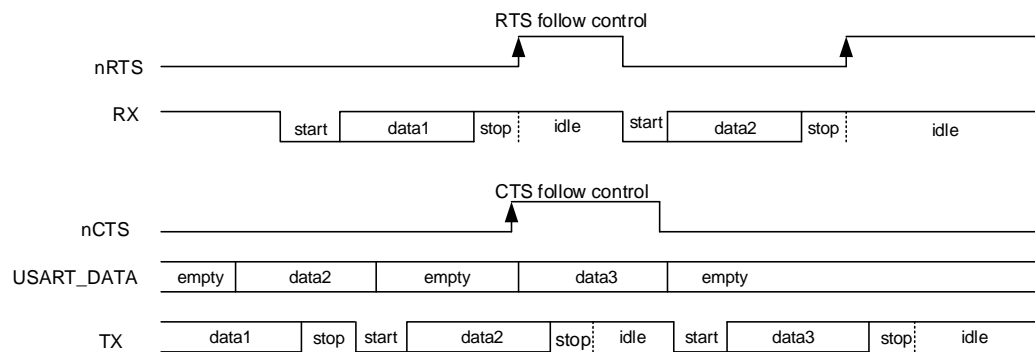 RTS follow control
nRTS
RX
start data1 stop idle start data2 stop idle
CTS follow control
nCTS
USART_DATA empty data2 empty data3 empty
TX data1 stop start data2 stop idle start data3 stop idle